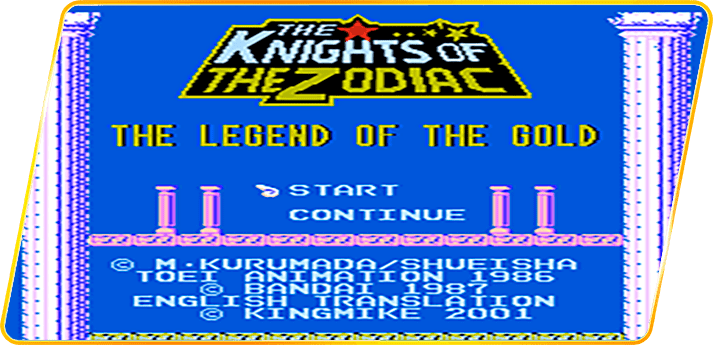 THE
KNIGHTS OF
THE ZODIAC
THE LEGEND OF THE GOLD
START
CONTINUE
© M.KURUMADA/SHUEISHA
TOEI ANIMATION 1986
© BANDAI 1987
ENGLISH TRANSLATION
© KINGMIKE 2001